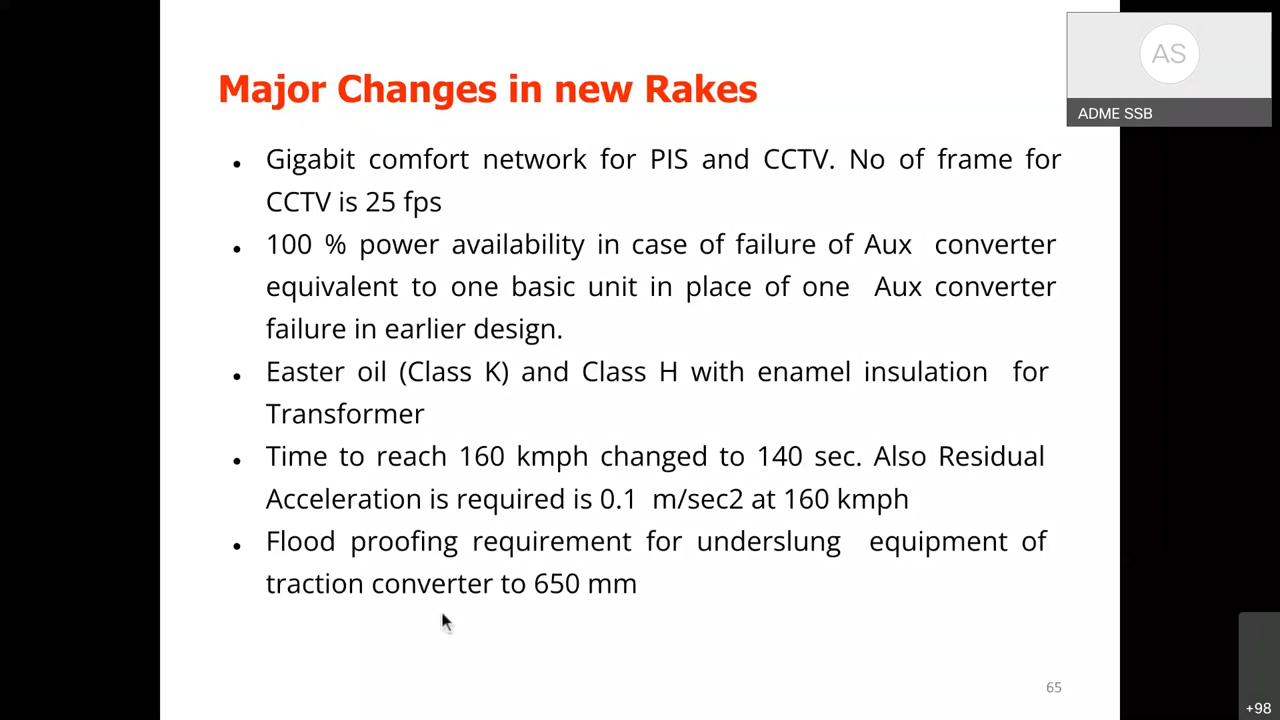 Major Changes in new Rakes
• Gigabit comfort network for PIS and CCTV. No of frame for
CCTV is 25 fps
• 100 % power availability in case of failure of Aux converter
equivalent to one basic unit in place of one Aux converter
failure in earlier design.
• Easter oil (Class K) and Class H with enamel insulation for
Transformer
• Time to reach 160 kmph changed to 140 sec. Also Residual
Acceleration is required is 0.1 m/sec2 at 160 kmph
• Flood proofing requirement for underslung equipment of
traction converter to 650 mm
65
AS
ADME SSB
+98